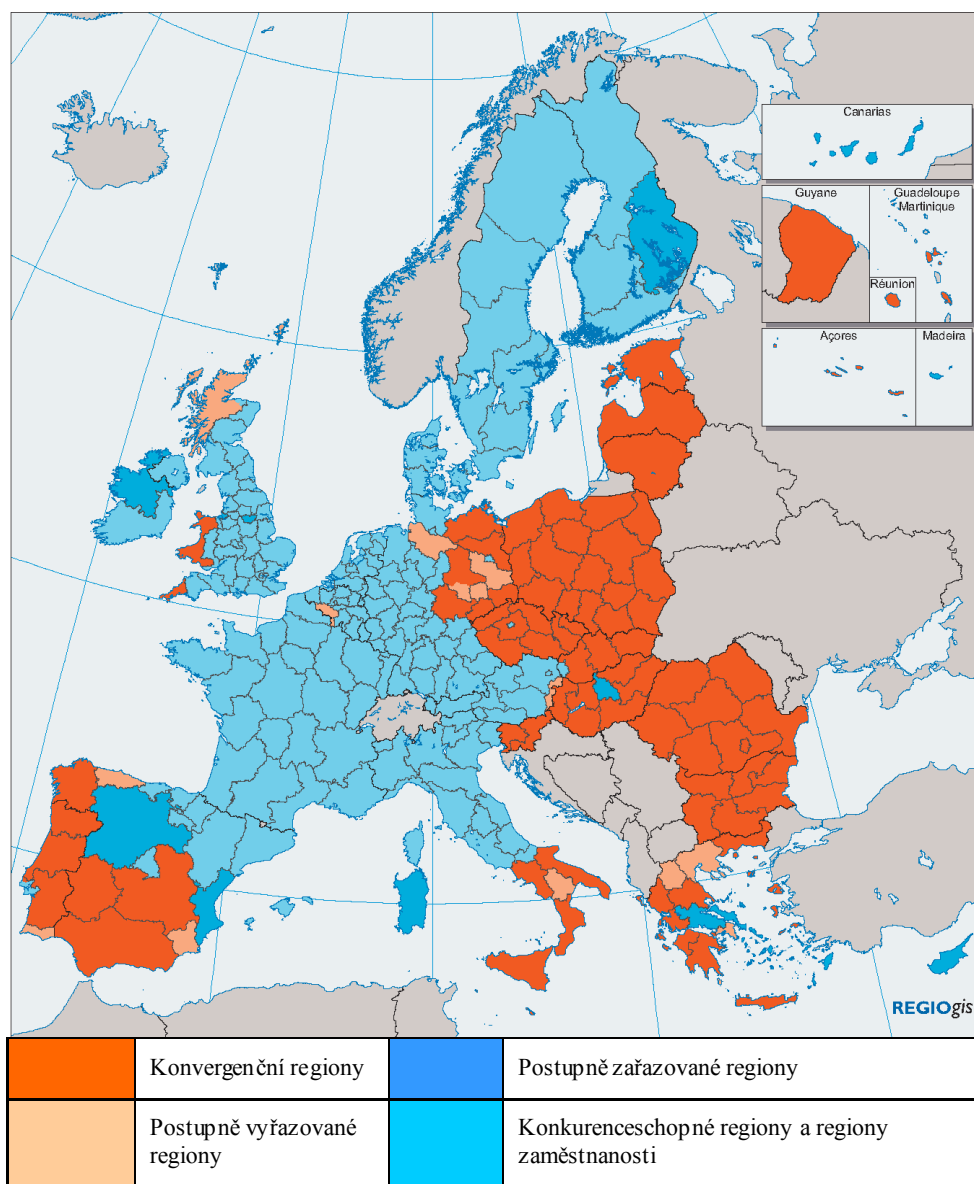 Canarias
Guyane
Guadeloupe
Martinique
Réunion
Açores
Madeira
REGIOgis
Konvergenční regiony
Postupně zařazované regiony
Postupně vyřazované
regiony
Konkurenceschopné regiony a regiony
zaměstnanosti